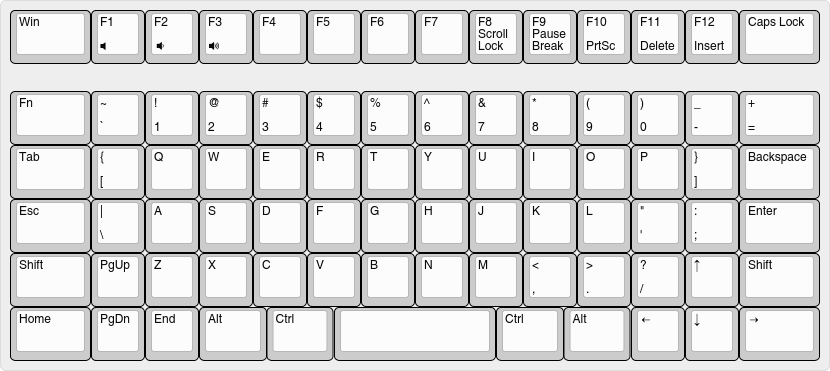 Win F1 F2 F3 F4 F5 F6 F7 F8 Scroll Lock F9 Pause Break F10 PrtSc F11 Delete F12 Insert Caps Lock
Fn ~ ` ! 1 @ 2 # 3 $ 4 % 5 ^ 6 & 7 * 8 ( 9 ) 0 _ - + =
Tab { [ Q W E R T Y U I O P } ] Backspace
Esc | \ A S D F G H J K L " ' : ; Enter
Shift PgUp Z X C V B N M < , > . ? / ↑ Shift
Home PgDn End Alt Ctrl Ctrl Alt ← ↓ →